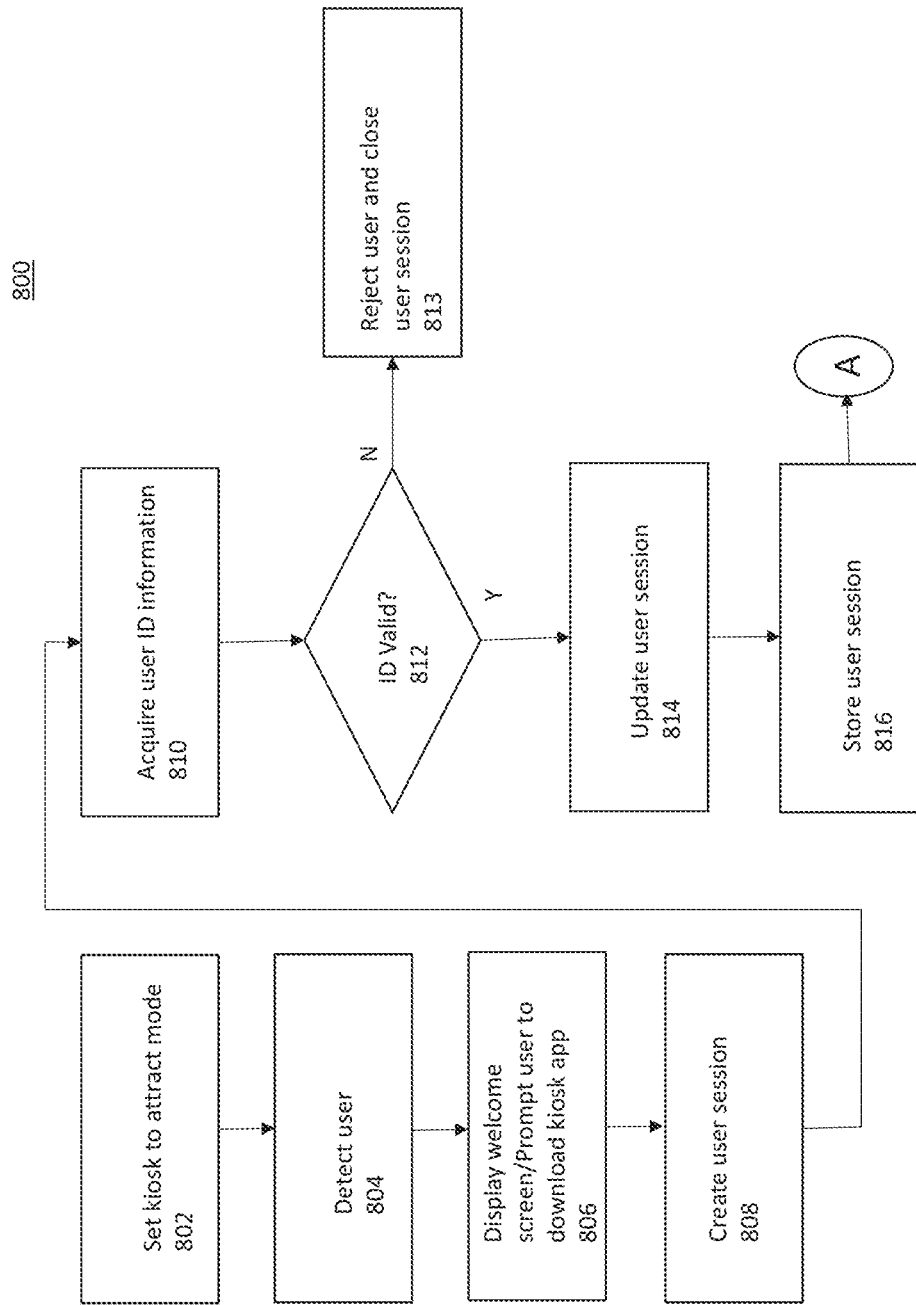 800
Set kiosk to attract mode
802
Detect user
804
Display welcome
screen/Prompt user to
download kiosk app
806
Create user session
808
Acquire user ID information
810
ID Valid?
812
N
Reject user and close
user session
813
Y
Update user session
814
Store user session
816
A